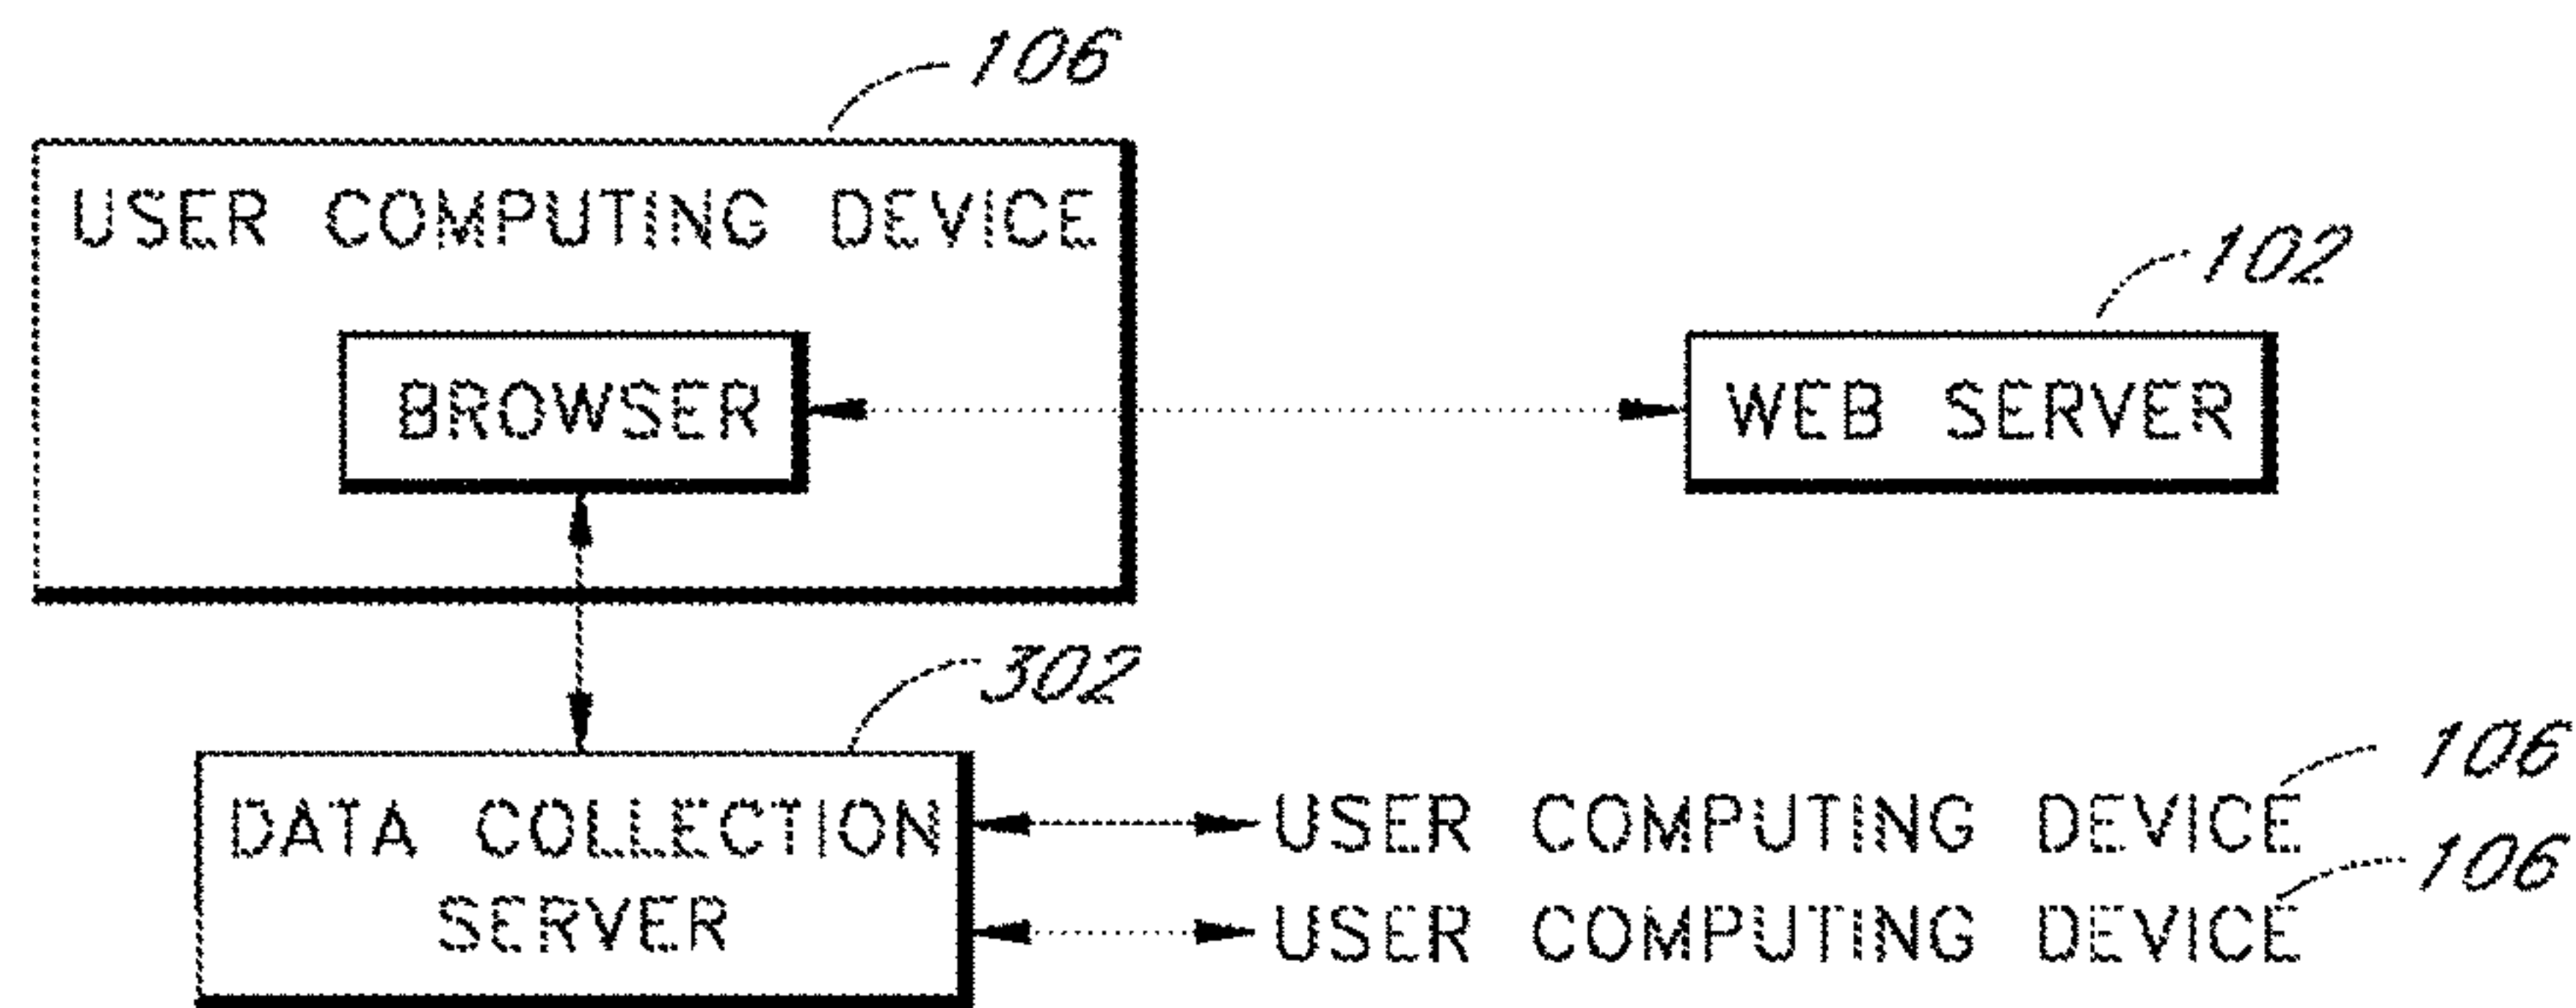 106
USER COMPUTING DEVICE
102
BROWSER
WEB SERVER
302
106
DATA COLLECTION
SERVER
USER COMPUTING DEVICE
106
USER COMPUTING DEVICE